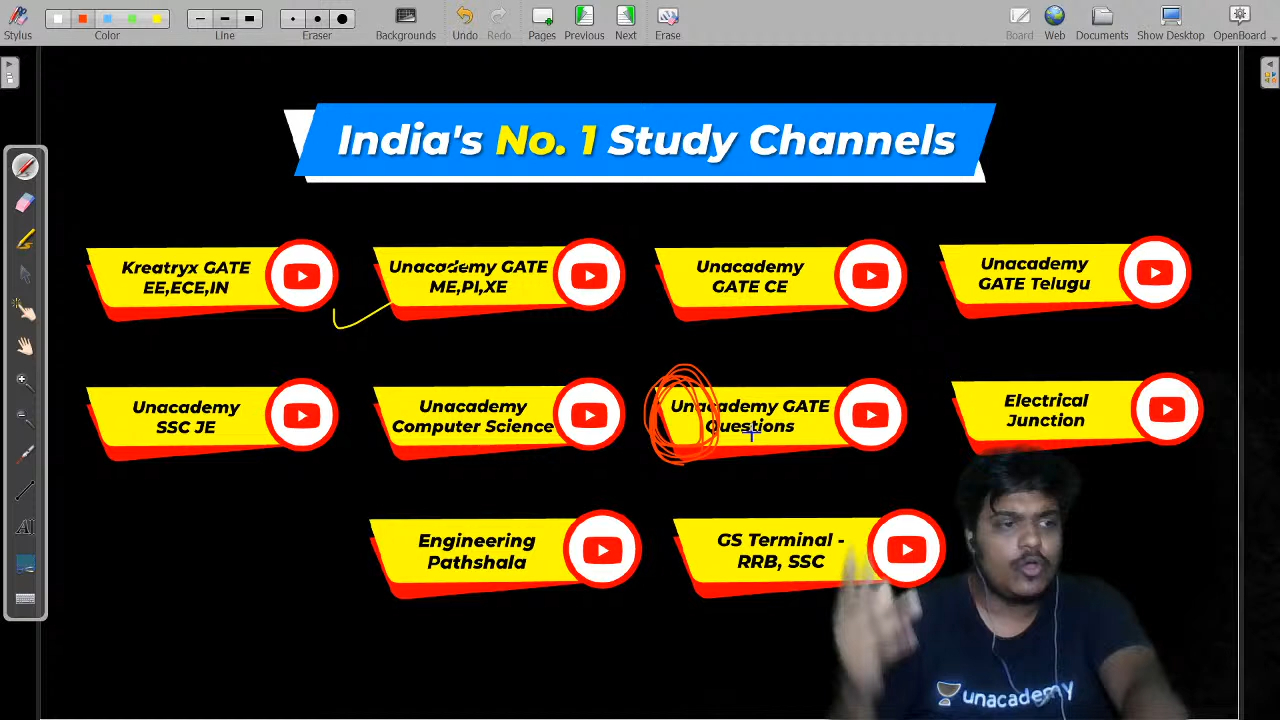 Stylus
Color
Line
Eraser
Backgrounds
Undo
Redo
Pages
Previous
Next
Erase
Board
Web
Documents
Show Desktop
OpenBoard
India's No. 1 Study Channels
Kreatryx GATE
EE,ECE,IN
Unacademy GATE
ME,PI,XE
Unacademy
GATE CE
Unacademy
GATE Telugu
Unacademy
SSC JE
Unacademy
Computer Science
Unacademy GATE
Questions
Electrical
Junction
Engineering
Pathshala
GS Terminal -
RRB, SSC
AI
unacademy